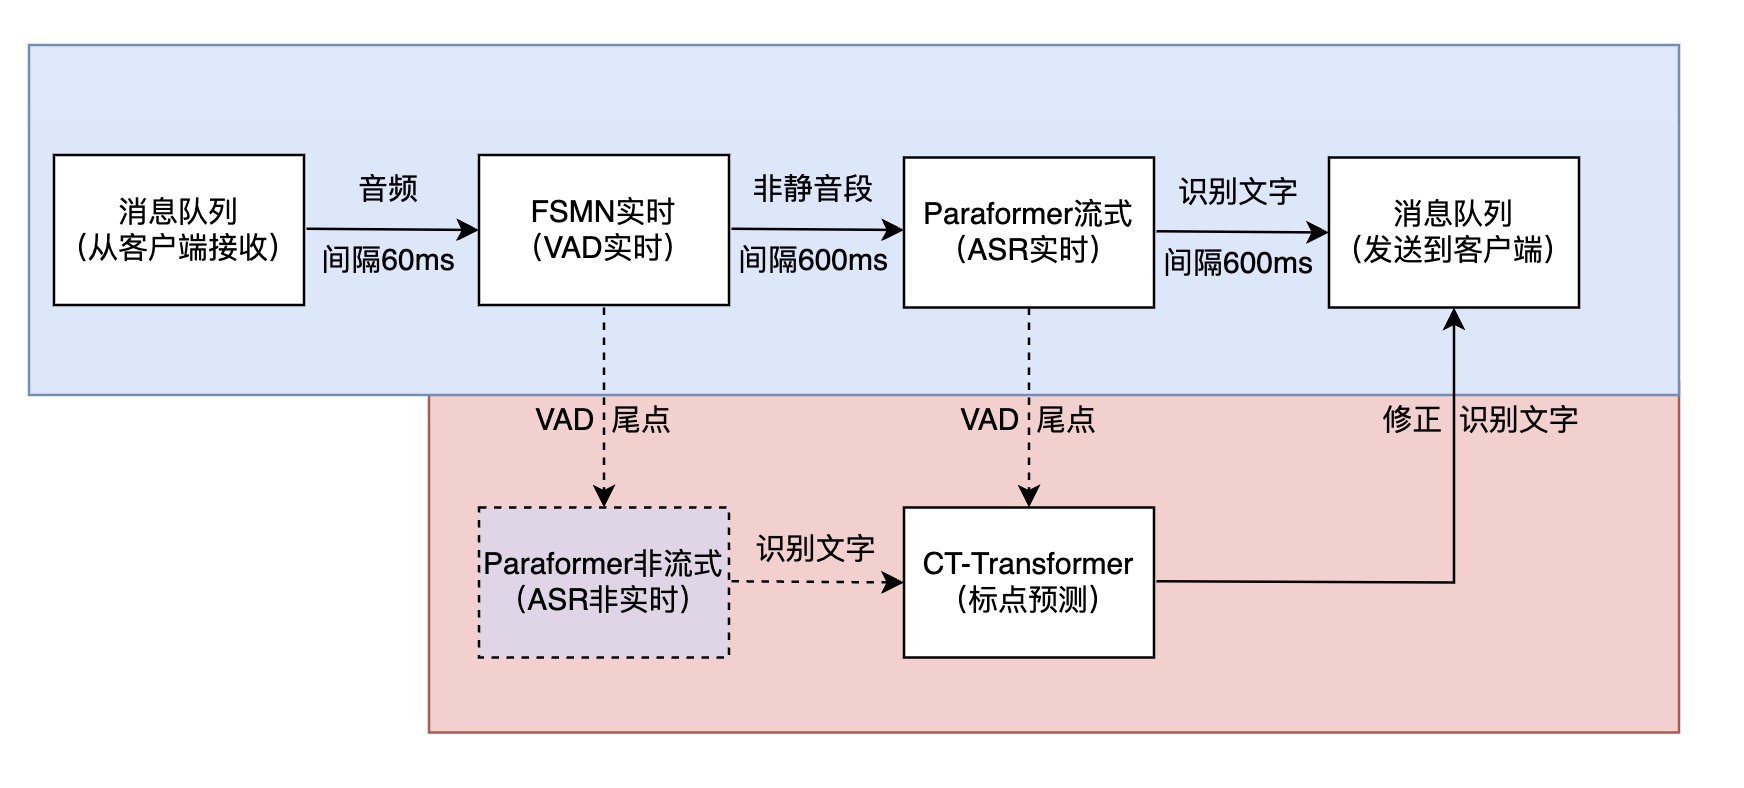 消息队列
（从客户端接收）
音频
间隔60ms
FSMN实时
（VAD实时）
非静音段
间隔600ms
Paraformer流式
（ASR实时）
识别文字
间隔600ms
消息队列
（发送到客户端）
VAD 尾点
VAD 尾点
修正 识别文字
Paraformer非流式
（ASR非实时）
识别文字
CT-Transformer
（标点预测）